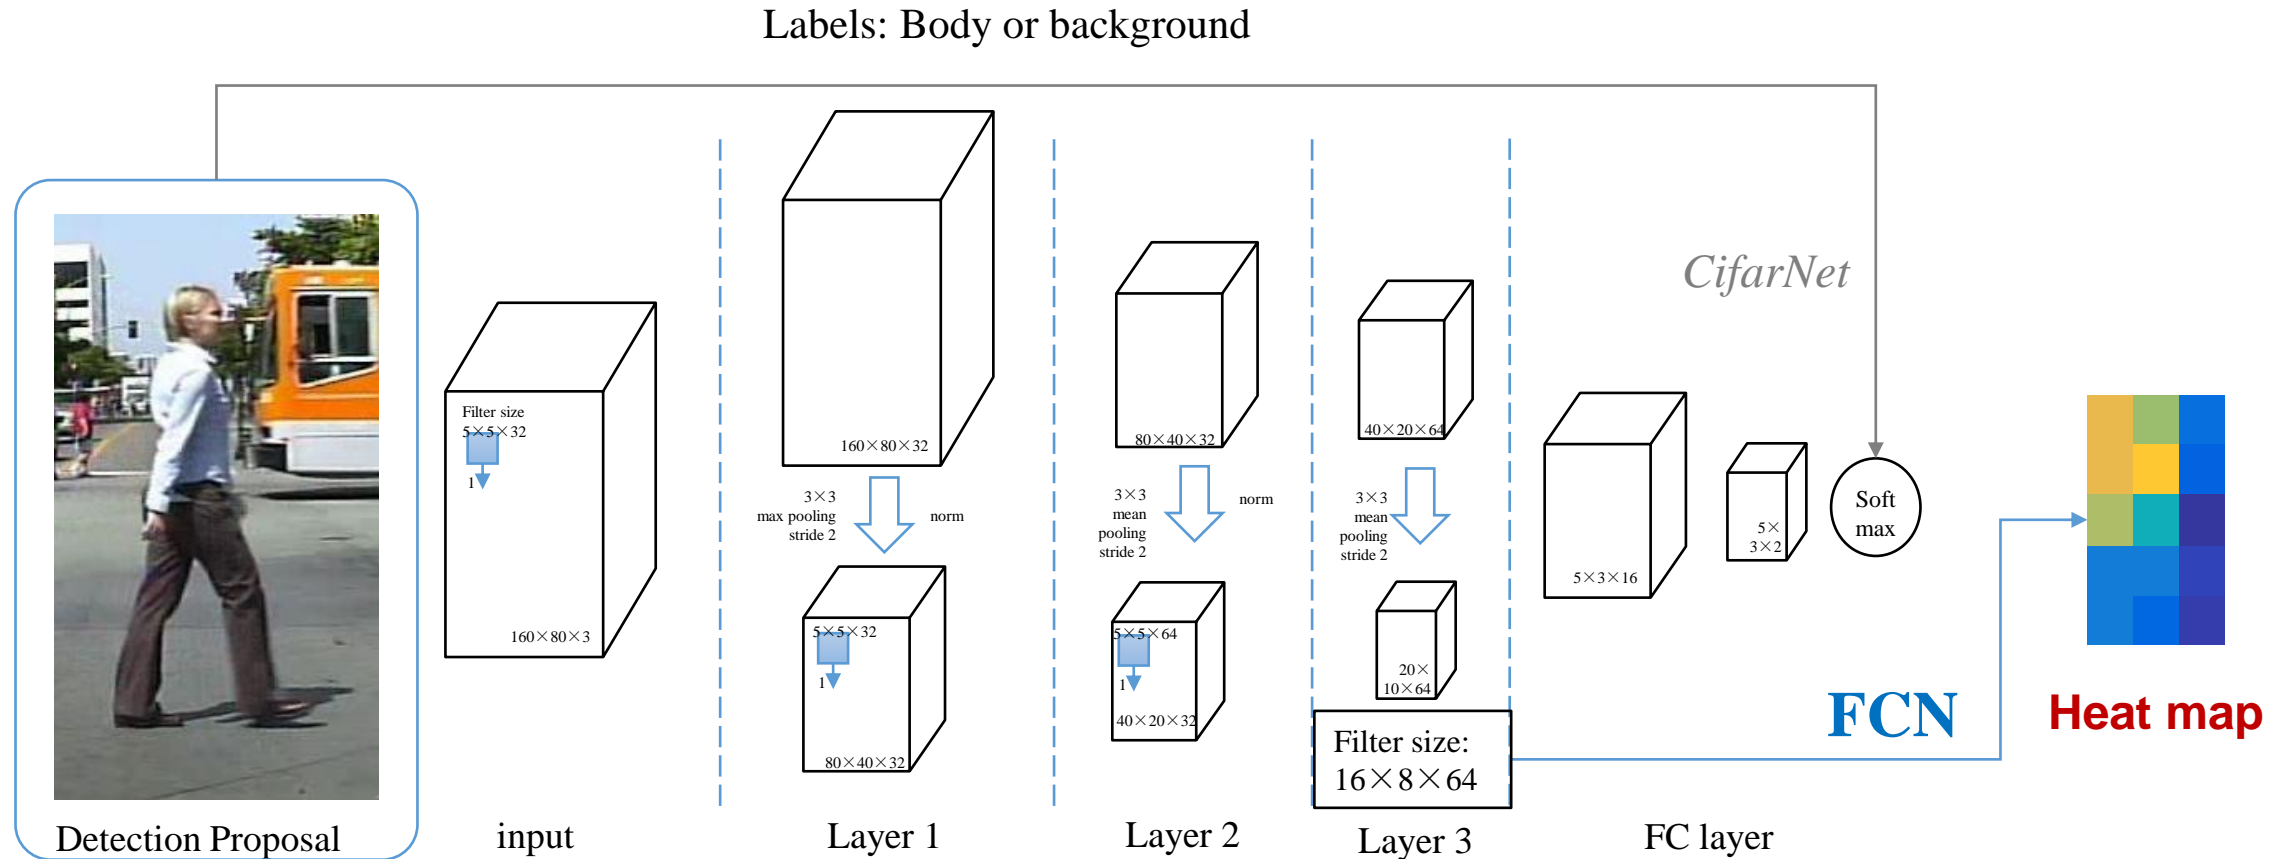 Labels: Body or background
CifarNet
Filter size
5×5×32
1
160×80×3
160×80×32
3×3
max pooling
stride 2
norm
5×5×32
1
80×40×32
80×40×32
3×3
mean
pooling
stride 2
norm
5×5×64
1
40×20×32
40×20×64
3×3
mean
pooling
stride 2
20×
10×64
Filter size:
16×8×64
5×3×16
5×
3×2
Soft
max
FCN
Heat map
Detection Proposal
input
Layer 1
Layer 2
Layer 3
FC layer